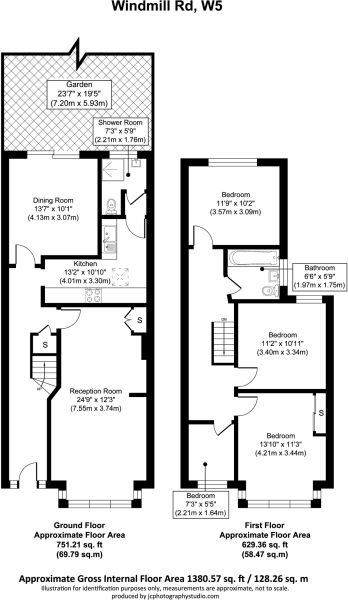 Windmill Rd, W5
Garden
23'7" x 19'5"
(7.20m x 5.93m)
Shower Room
7'3" x 5'9"
(2.21m x 1.76m)
Dining Room
13'7" x 10'1"
(4.13m x 3.07m)
Kitchen
13'2" x 10'10"
(4.01m x 3.30m)
S
S
Reception Room
24'9" x 12'3"
(7.55m x 3.74m)
Ground Floor
Approximate Floor Area
751.21 sq. ft
(69.79 sq.m)
Bedroom
11'9" x 10'2"
(3.57m x 3.09m)
Bathroom
6'6" x 5'9"
(1.97m x 1.75m)
Bedroom
11'2" x 10'11"
(3.40m x 3.34m)
S
Bedroom
13'10" x 11'3"
(4.21m x 3.44m)
Bedroom
7'3" x 5'5"
(2.21m x 1.64m)
First Floor
Approximate Floor Area
629.36 sq. ft
(58.47 sq.m)
Approximate Gross Internal Floor Area 1380.57 sq. ft / 128.26 sq. m
Illustration for identification purposes only, measurements are approximate, not to scale.
produced by jcphotographystudio.com